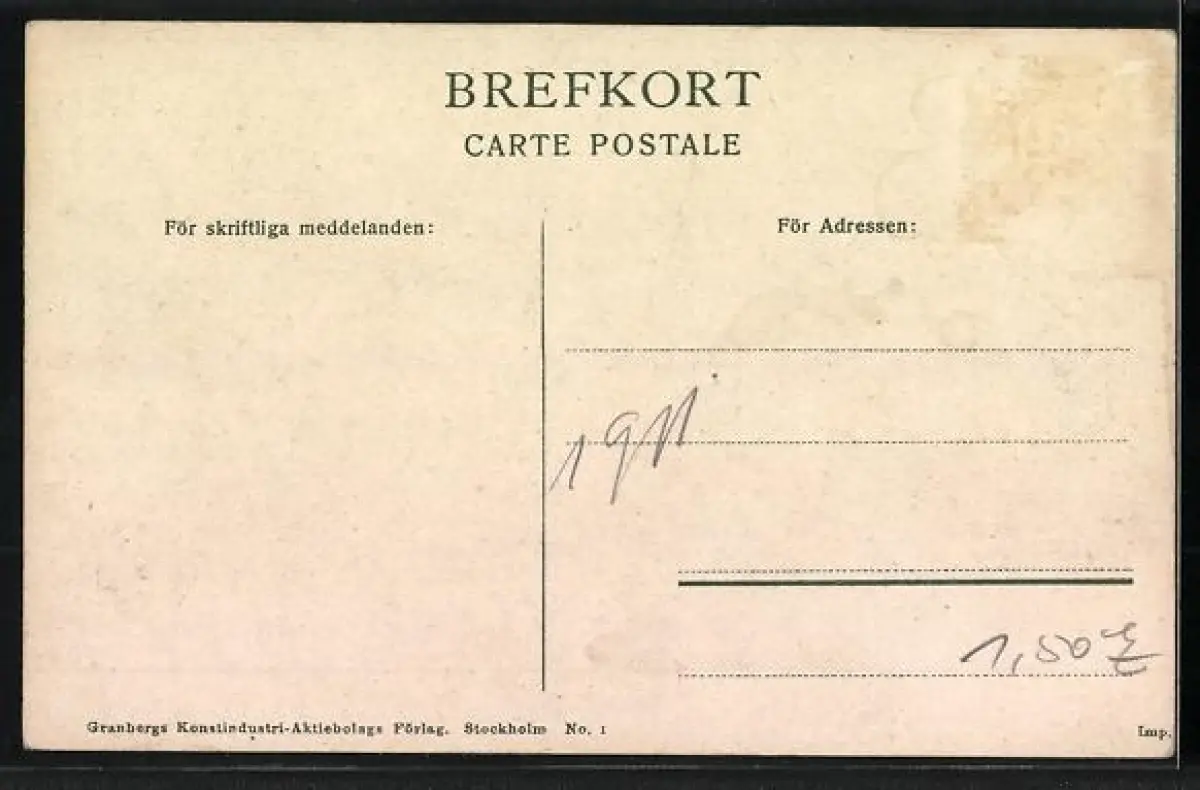 BREFKORT
CARTE POSTALE
För skriftliga meddelanden:
För Adressen:
1911
1,50
Granbergs Konstindustri-Aktiebolags Förlag. Stockholm No. 1
Imp.